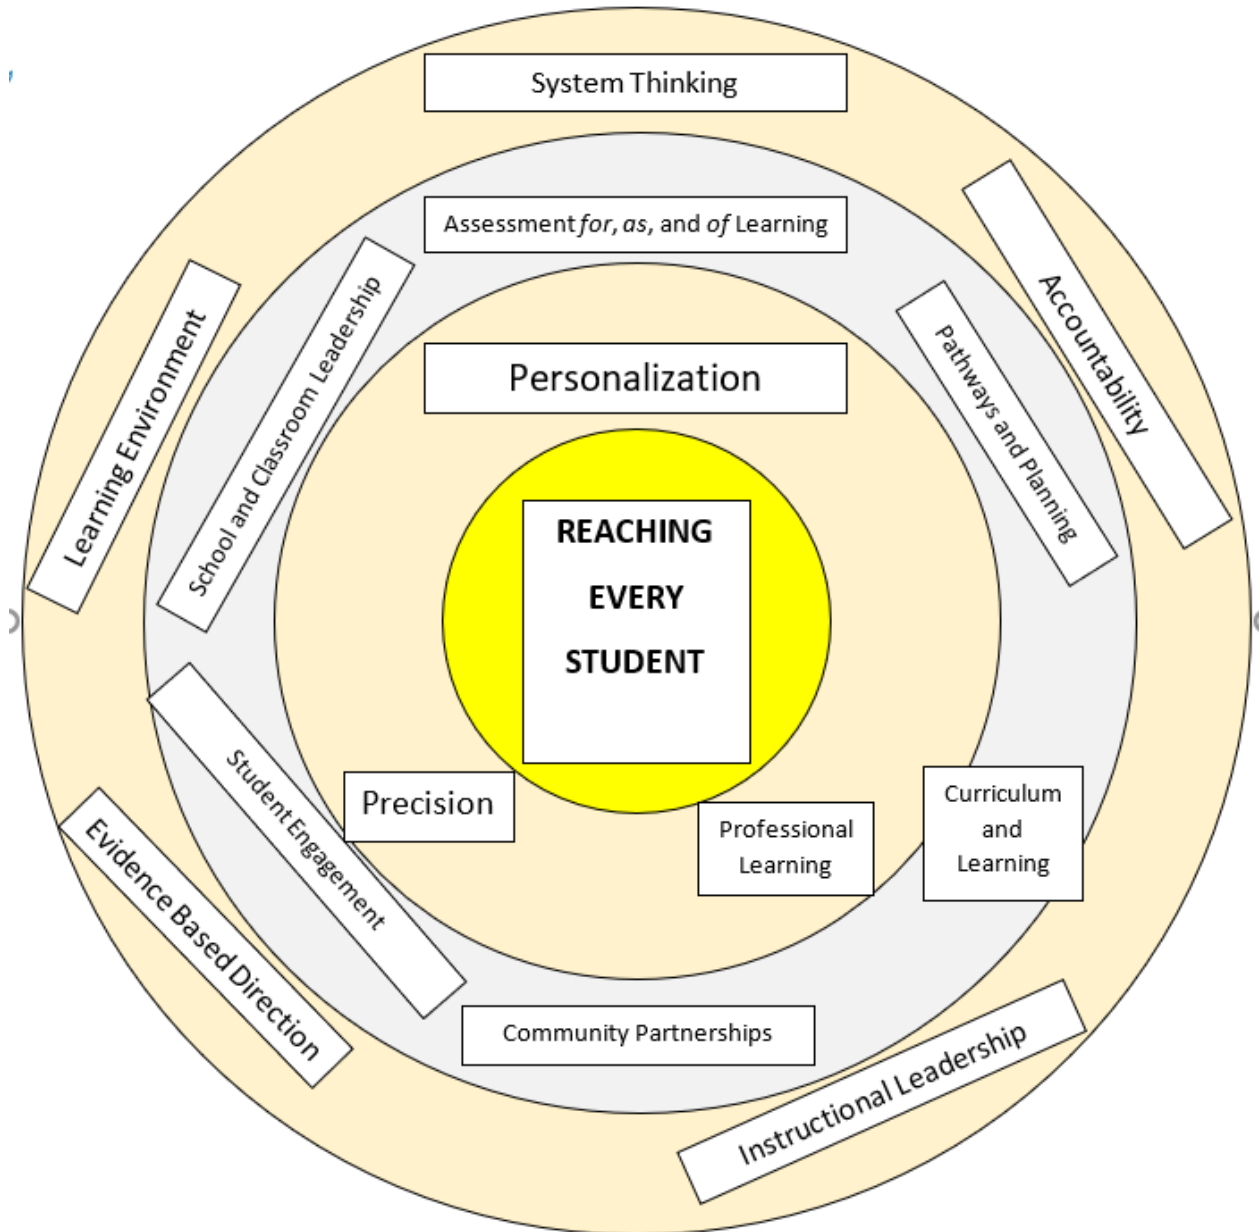 System Thinking
Assessment for, as, and of Learning
Accountability
Learning Environment
School and Classroom Leadership
Pathways and Planning
Personalization
REACHING
EVERY
STUDENT
Precision
Professional
Learning
Curriculum
and
Learning
Student Engagement
Evidence Based Direction
Community Partnerships
Instructional Leadership